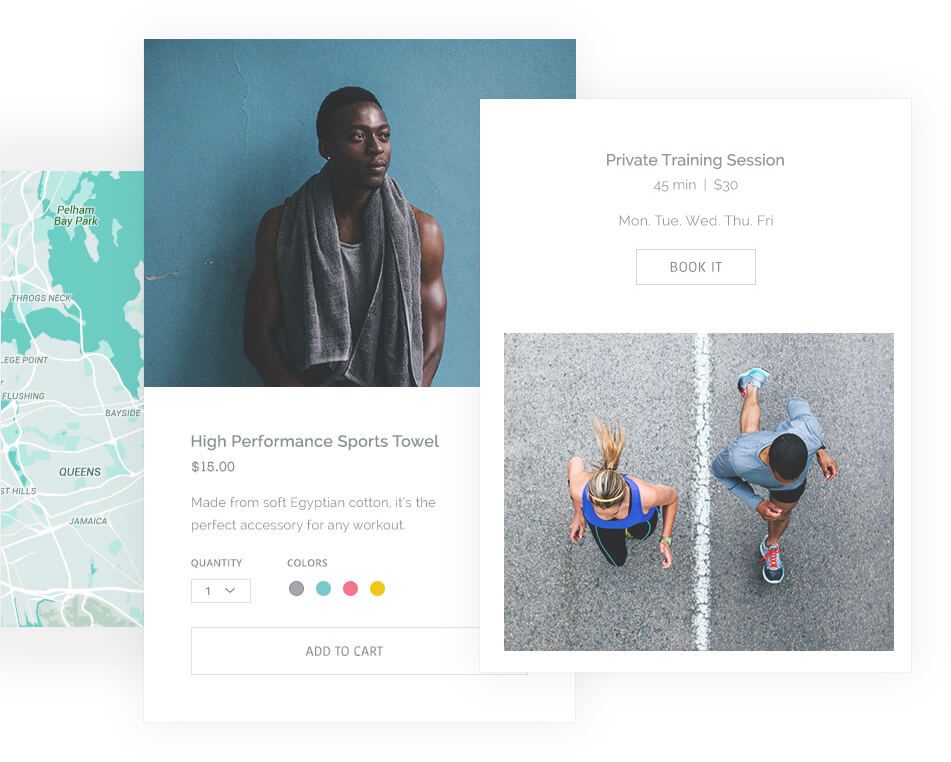 Pelham
Bay Park
THROGS NECK
LEGE POINT
FLUSHING
BAYSIDE
QUEENS
ST HILLS
JAMAICA
High Performance Sports Towel
$15.00
Made from soft Egyptian cotton, it's the
perfect accessory for any workout.
QUANTITY
COLORS
1
ADD TO CART
Private Training Session
45 min | $30
Mon. Tue. Wed. Thu. Fri
BOOK IT